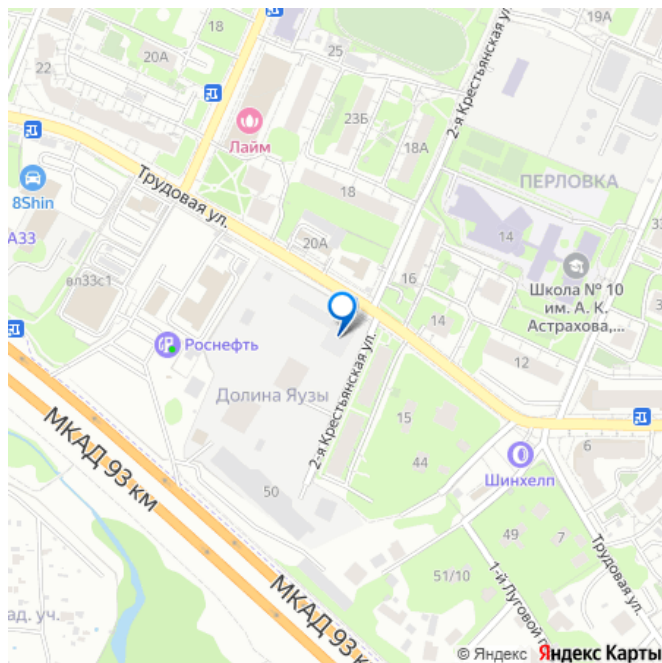 18
19А
20А
25
22
2-я Крестьянская ул.
23Б
Лайм
18А
Трудовая ул.
8Shin
18
ПЕРЛОВКА
А33
20А
14
вл33с1
16
Школа № 10
им. А. К.
Астрахова,...
Роснефть
14
12
Долина Яузы
2-я Крестьянская ул.
15
6
МКАД 93 км
44
Шинхелп
50
49
7
Трудовая ул.
51/10
1-й Луговой п
ад. уч.
МКАД 93 к
© Яндекс Яндекс Карты